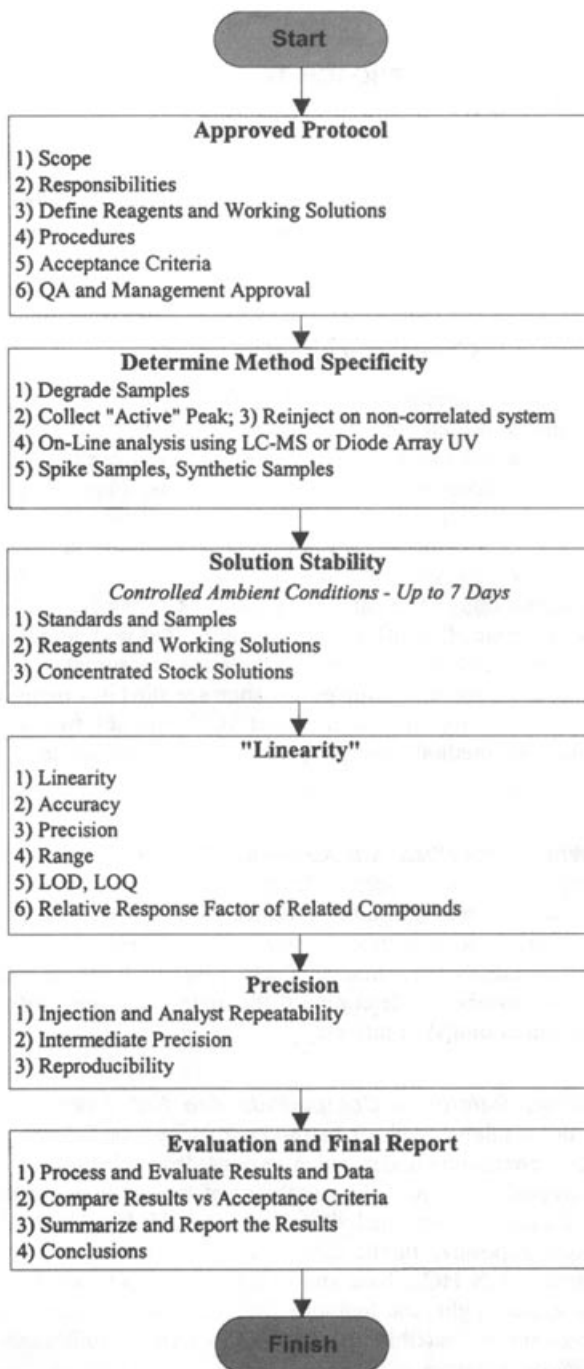 Start
Approved Protocol
1) Scope
2) Responsibilities
3) Define Reagents and Working Solutions
4) Procedures
5) Acceptance Criteria
6) QA and Management Approval
Determine Method Specificity
1) Degrade Samples
2) Collect "Active" Peak; 3) Reinject on non-correlated system
4) On-Line analysis using LC-MS or Diode Array UV
5) Spike Samples, Synthetic Samples
Solution Stability
Controlled Ambient Conditions - Up to 7 Days
1) Standards and Samples
2) Reagents and Working Solutions
3) Concentrated Stock Solutions
"Linearity"
1) Linearity
2) Accuracy
3) Precision
4) Range
5) LOD, LOQ
6) Relative Response Factor of Related Compounds
Precision
1) Injection and Analyst Repeatability
2) Intermediate Precision
3) Reproducibility
Evaluation and Final Report
1) Process and Evaluate Results and Data
2) Compare Results vs Acceptance Criteria
3) Summarize and Report the Results
4) Conclusions
Finish